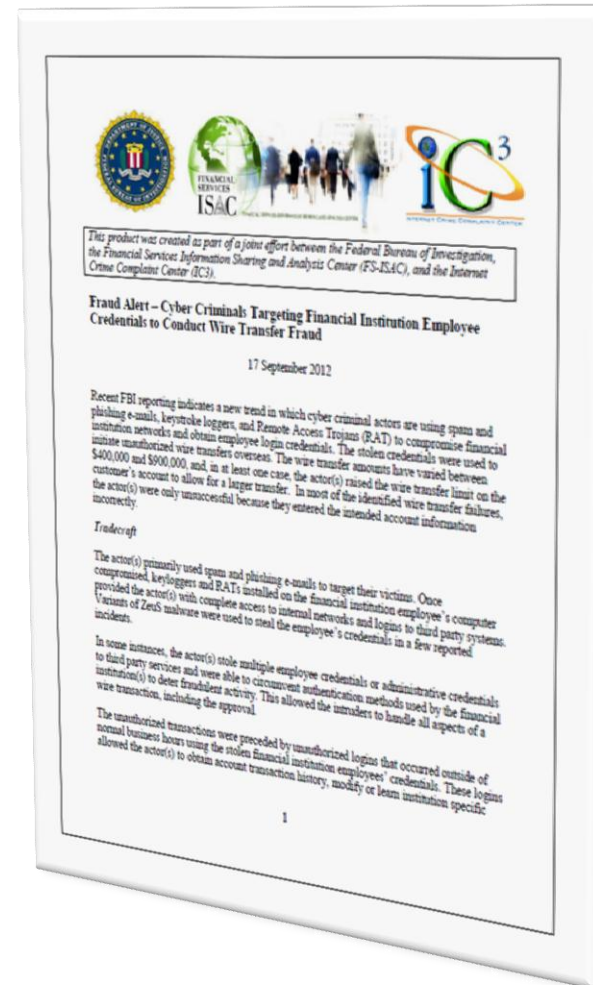 DEPARTMENT OF JUSTICE
FEDERAL BUREAU OF INVESTIGATION
FINANCIAL
SERVICES
ISAC
iC3
INTERNET CRIME COMPLAINT CENTER
This product was created as part of a joint effort between the Federal Bureau of Investigation,
the Financial Services Information Sharing and Analysis Center (FS-ISAC), and the Internet
Crime Complaint Center (IC3).
Fraud Alert – Cyber Criminals Targeting Financial Institution Employee
Credentials to Conduct Wire Transfer Fraud
17 September 2012
Recent FBI reporting indicates a new trend in which cyber criminal actors are using spam and
phishing e-mails, keystroke loggers, and Remote Access Trojans (RAT) to compromise financial
institution networks and obtain employee login credentials. The stolen credentials were used to
initiate unauthorized wire transfers overseas. The wire transfer amounts have varied between
$400,000 and $900,000, and, in at least one case, the actor(s) raised the wire transfer limit on the
customer's account to allow for a larger transfer. In most of the identified wire transfer failures,
the actor(s) were only unsuccessful because they entered the intended account information
incorrectly.
Tradecraft
The actor(s) primarily used spam and phishing e-mails to target their victims. Once
compromised, keyloggers and RATs installed on the financial institution employee's computer
provided the actor(s) with complete access to internal networks and logins to third party systems.
Variants of ZeuS malware were used to steal the employee's credentials in a few reported
incidents.
In some instances, the actor(s) stole multiple employee credentials or administrative credentials
to third party services and were able to circumvent authentication methods used by the financial
institution(s) to deter fraudulent activity. This allowed the intruders to handle all aspects of a
wire transaction, including the approval.
The unauthorized transactions were preceded by unauthorized logins that occurred outside of
normal business hours using the stolen financial institution employees' credentials. These logins
allowed the actor(s) to obtain account transaction history, modify or learn institution specific
1